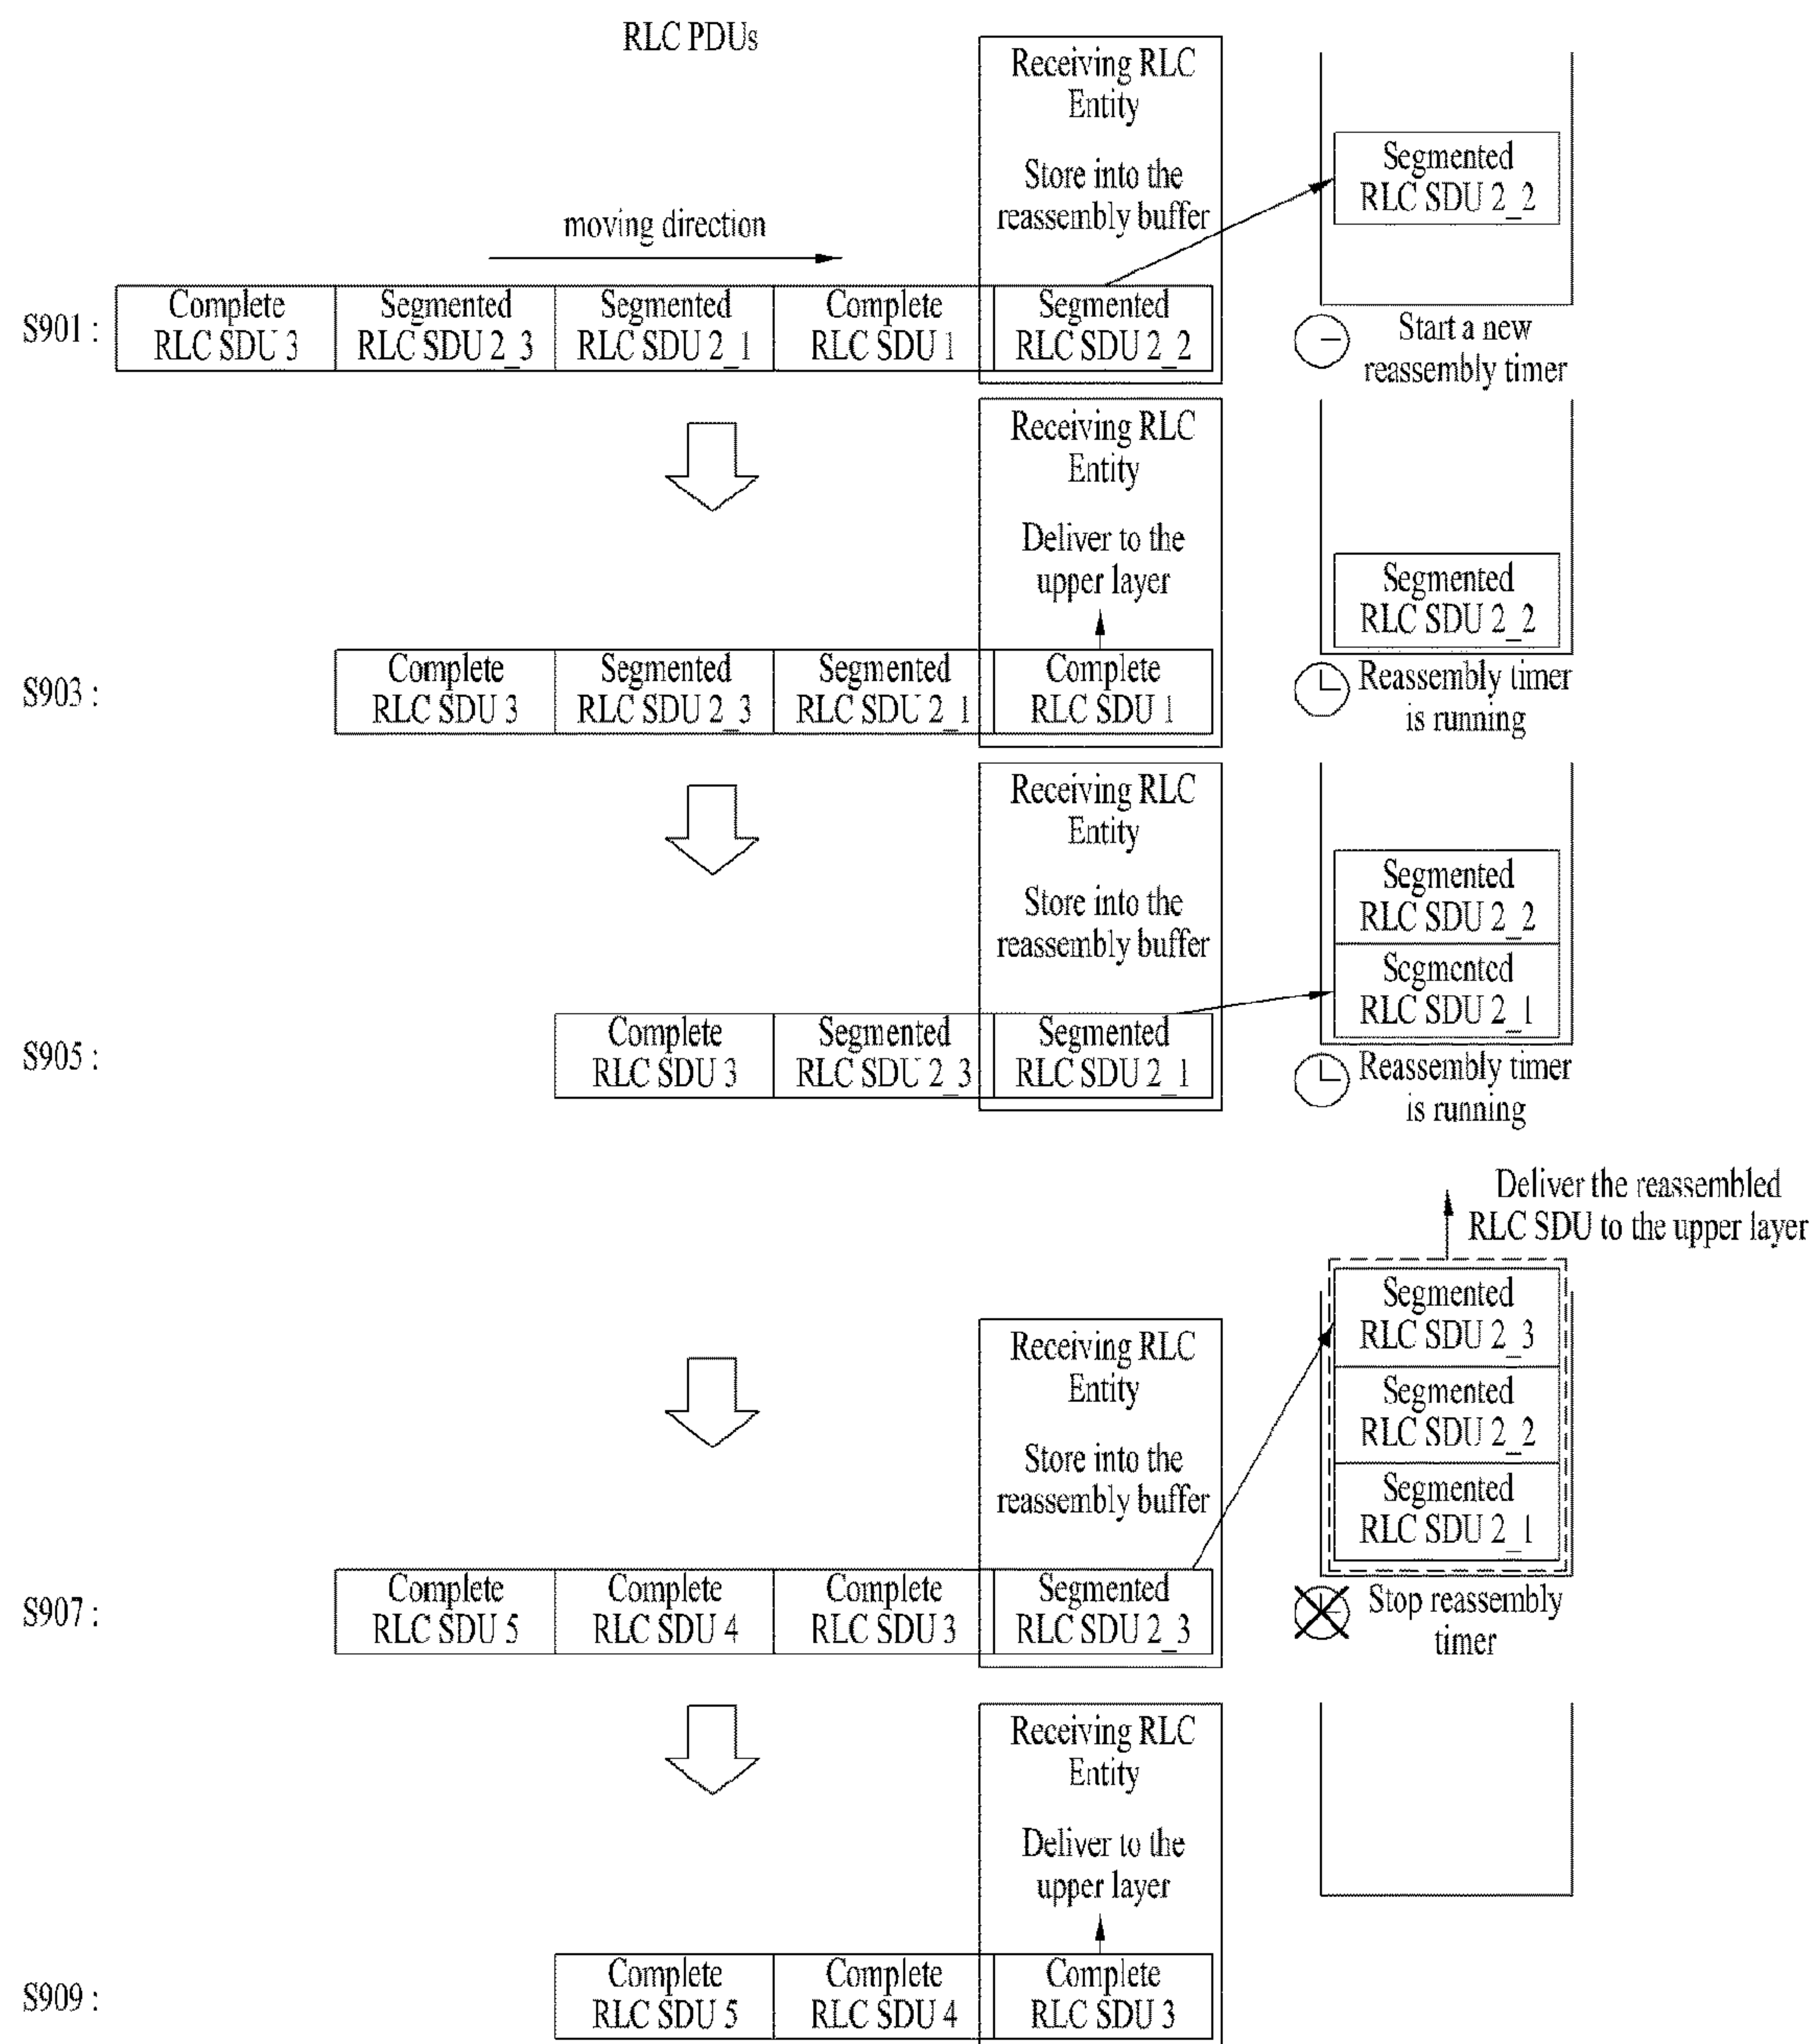 RLC PDUs
Receiving RLC
Entity
Store into the
reassembly buffer
Segmented
RLC SDU 2_2
moving direction
S901 :
Complete
RLC SDU 3
Segmented
RLC SDU 2_3
Segmented
RLC SDU 2_1
Complete
RLC SDU 1
Segmented
RLC SDU 2_2
Start a new
reassembly timer
Receiving RLC
Entity
Deliver to the
upper layer
Segmented
RLC SDU 2_2
S903 :
Complete
RLC SDU 3
Segmented
RLC SDU 2_3
Segmented
RLC SDU 2_1
Complete
RLC SDU 1
Reassembly timer
is running
Receiving RLC
Entity
Store into the
reassembly buffer
Segmented
RLC SDU 2_2
Segmented
RLC SDU 2_1
S905 :
Complete
RLC SDU 3
Segmented
RLC SDU 2_3
Segmented
RLC SDU 2_1
Reassembly timer
is running
Deliver the reassembled
RLC SDU to the upper layer
Receiving RLC
Entity
Store into the
reassembly buffer
Segmented
RLC SDU 2_3
Segmented
RLC SDU 2_2
Segmented
RLC SDU 2_1
S907 :
Complete
RLC SDU 5
Complete
RLC SDU 4
Complete
RLC SDU 3
Segmented
RLC SDU 2_3
Stop reassembly
timer
Receiving RLC
Entity
Deliver to the
upper layer
S909 :
Complete
RLC SDU 5
Complete
RLC SDU 4
Complete
RLC SDU 3